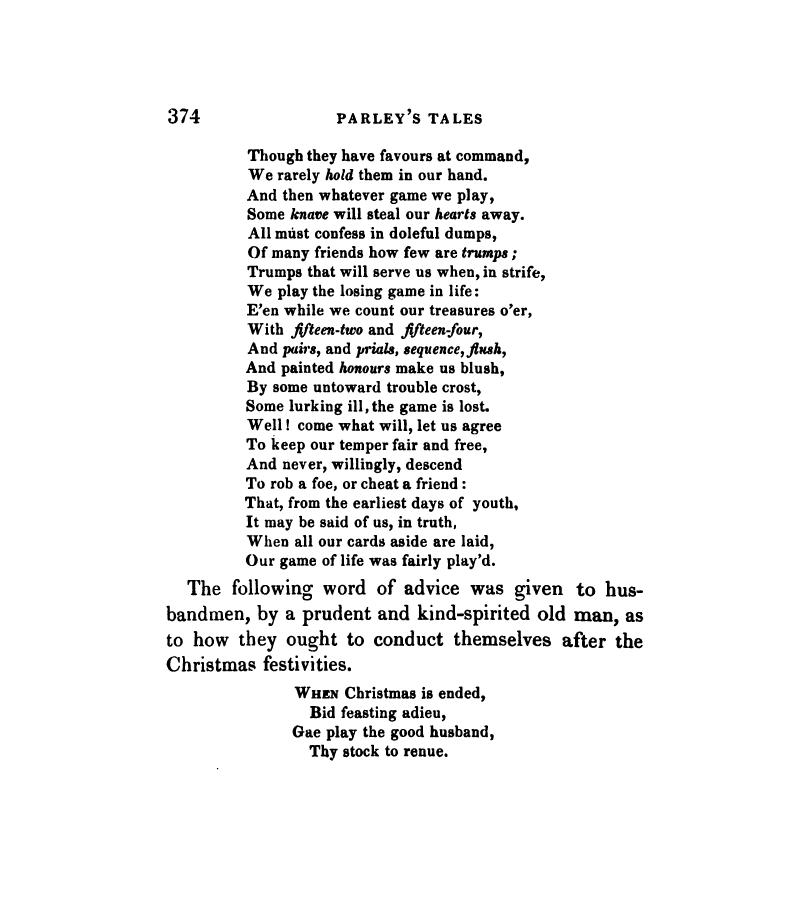 374 PARLEY'S TALES
Though they have favours at command,
We rarely hold them in our hand.
And then whatever game we play,
Some knave will steal our hearts away.
All must confess in doleful dumps,
Of many friends how few are trumps;
Trumps that will serve us when, in strife,
We play the losing game in life:
E'en while we count our treasures o'er,
With fifteen-two and fifteen-four,
And pairs, and prials, sequence, flush,
And painted honours make us blush,
By some untoward trouble crost,
Some lurking ill, the game is lost.
Well! come what will, let us agree
To keep our temper fair and free,
And never, willingly, descend
To rob a foe, or cheat a friend:
That, from the earliest days of youth,
It may be said of us, in truth,
When all our cards aside are laid,
Our game of life was fairly play'd.
The following word of advice was given to hus-
bandmen, by a prudent and kind-spirited old man, as
to how they ought to conduct themselves after the
Christmas festivities.
WHEN Christmas is ended,
Bid feasting adieu,
Gae play the good husband,
Thy stock to renue.